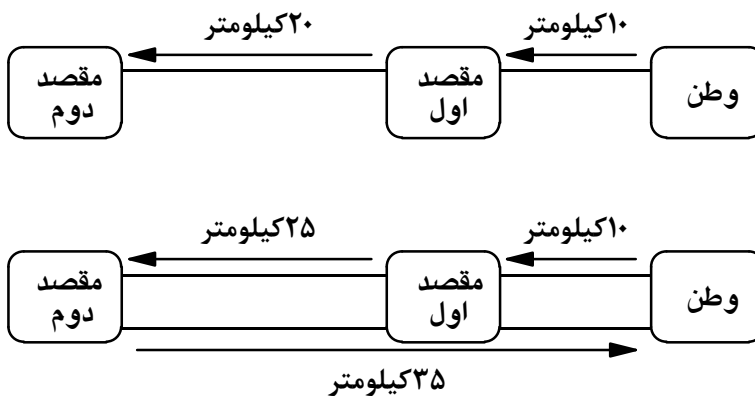 ۱۰کیلومتر
۲۰کیلومتر
وطن
مقصد
اول
مقصد
دوم
۱۰کیلومتر
۲۵کیلومتر
وطن
مقصد
اول
مقصد
دوم
۳۵کیلومتر